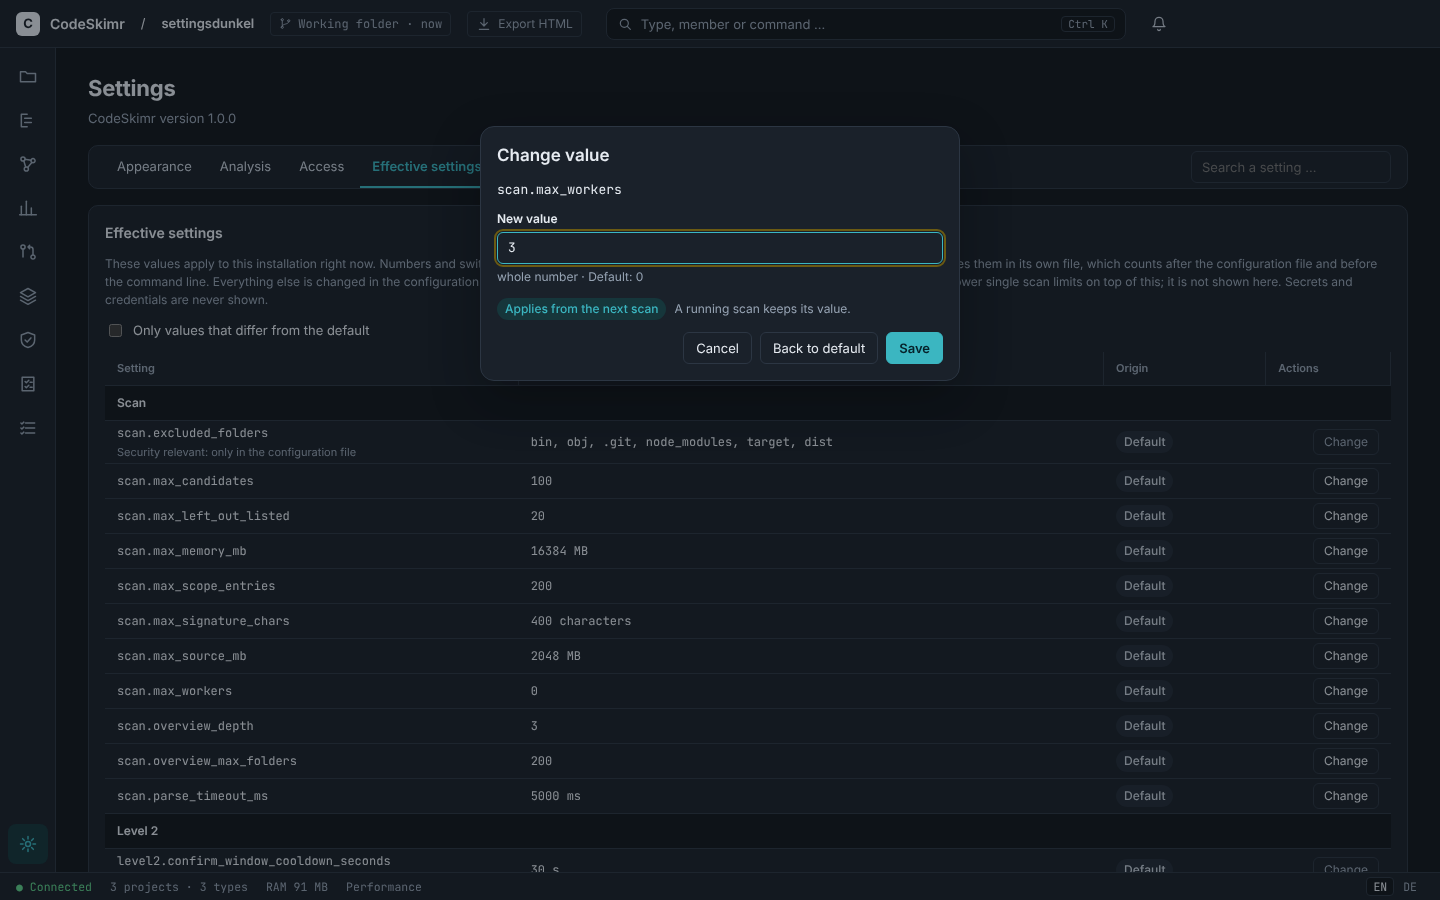 C CodeSkimr / settingsdunkel Working folder · now Export HTML Type, member or command ... Ctrl K
Settings
CodeSkimr version 1.0.0
Appearance Analysis Access Effective settings Search a setting ...
Change value
scan.max_workers
New value
3
whole number · Default: 0
Applies from the next scan A running scan keeps its value.
Cancel Back to default Save
Effective settings
These values apply to this installation right now. Numbers and swit es them in its own file, which counts after the configuration file and before
the command line. Everything else is changed in the configuration ower single scan limits on top of this; it is not shown here. Secrets and
credentials are never shown.
Only values that differ from the default
Setting Origin Actions
Scan
scan.excluded_folders bin, obj, .git, node_modules, target, dist Default Change
Security relevant: only in the configuration file
scan.max_candidates 100 Default Change
scan.max_left_out_listed 20 Default Change
scan.max_memory_mb 16384 MB Default Change
scan.max_scope_entries 200 Default Change
scan.max_signature_chars 400 characters Default Change
scan.max_source_mb 2048 MB Default Change
scan.max_workers 0 Default Change
scan.overview_depth 3 Default Change
scan.overview_max_folders 200 Default Change
scan.parse_timeout_ms 5000 ms Default Change
Level 2
level2.confirm_window_cooldown_seconds 30 s Default Change
Connected 3 projects · 3 types RAM 91 MB Performance EN DE